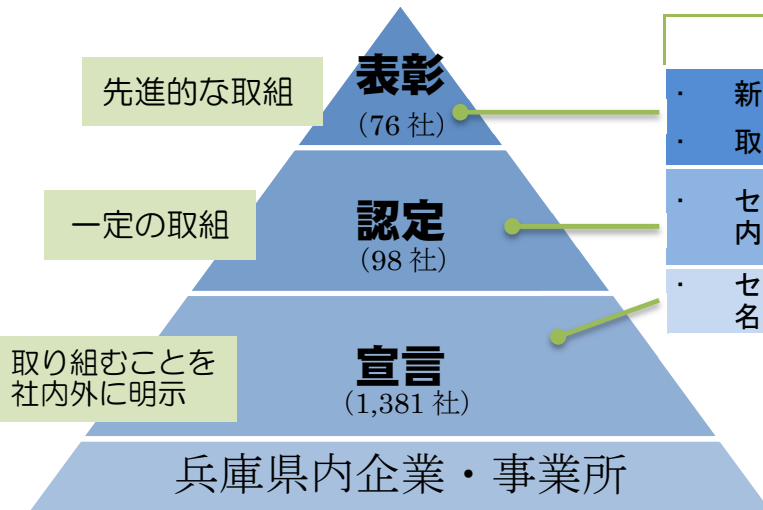 先進的な取組
表彰
（76 社）
・ 新
・ 取
一定の取組
認定
（98 社）
・ セ
内
・ セ
名
取り組むことを
社内外に明示
宣言
（1,381 社）
兵庫県内企業・事業所